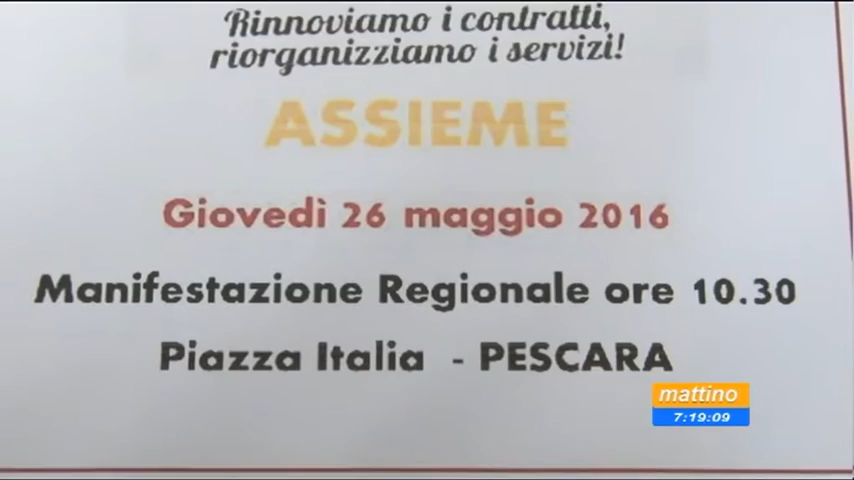 Rinnoviamo i contratti,
riorganizziamo i servizi!
ASSIEME
Giovedì 26 maggio 2016
Manifestazione Regionale ore 10.30
Piazza Italia - PESCARA
mattino
7:19:09